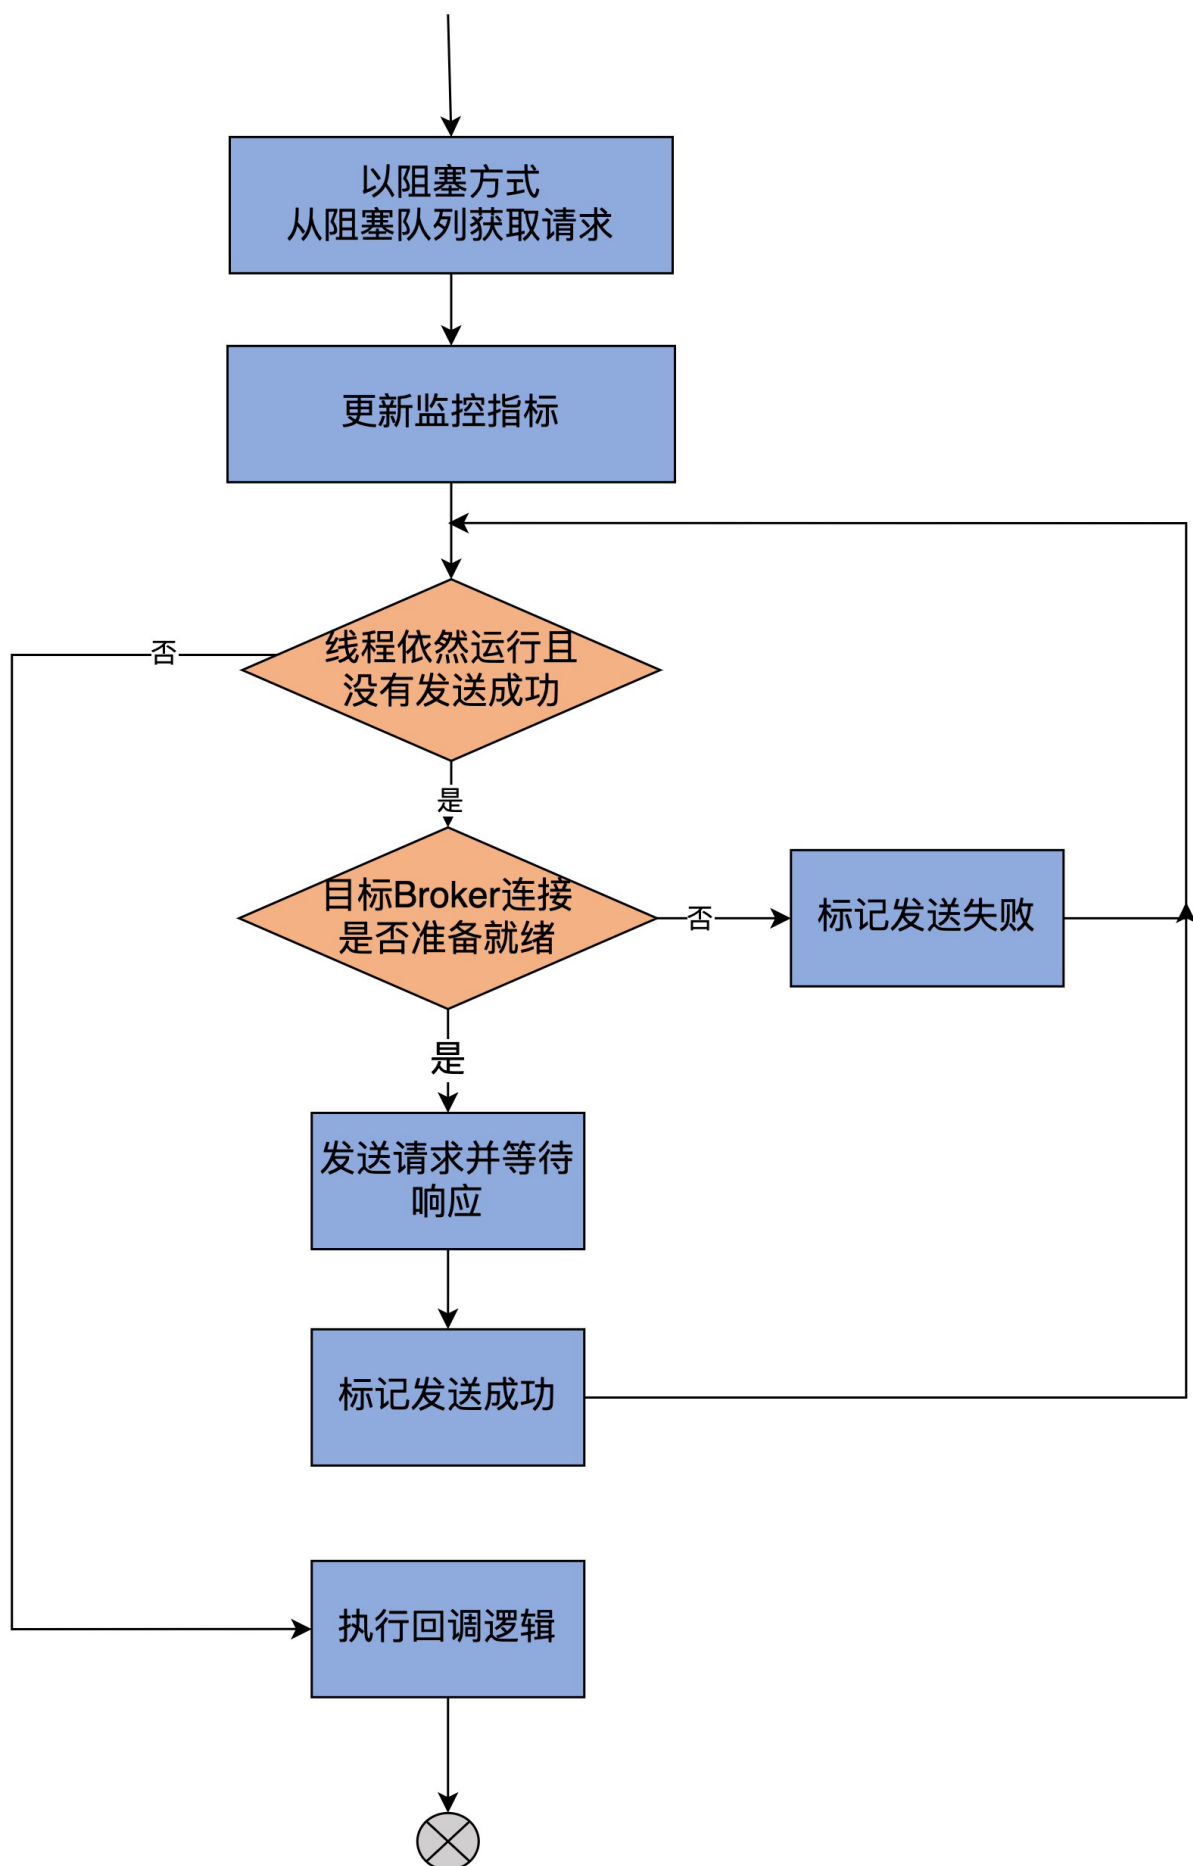 以阻塞方式
从阻塞队列获取请求
更新监控指标
否
线程依然运行且
没有发送成功
是
目标Broker连接
是否准备就绪
否
标记发送失败
是
发送请求并等待
响应
标记发送成功
执行回调逻辑